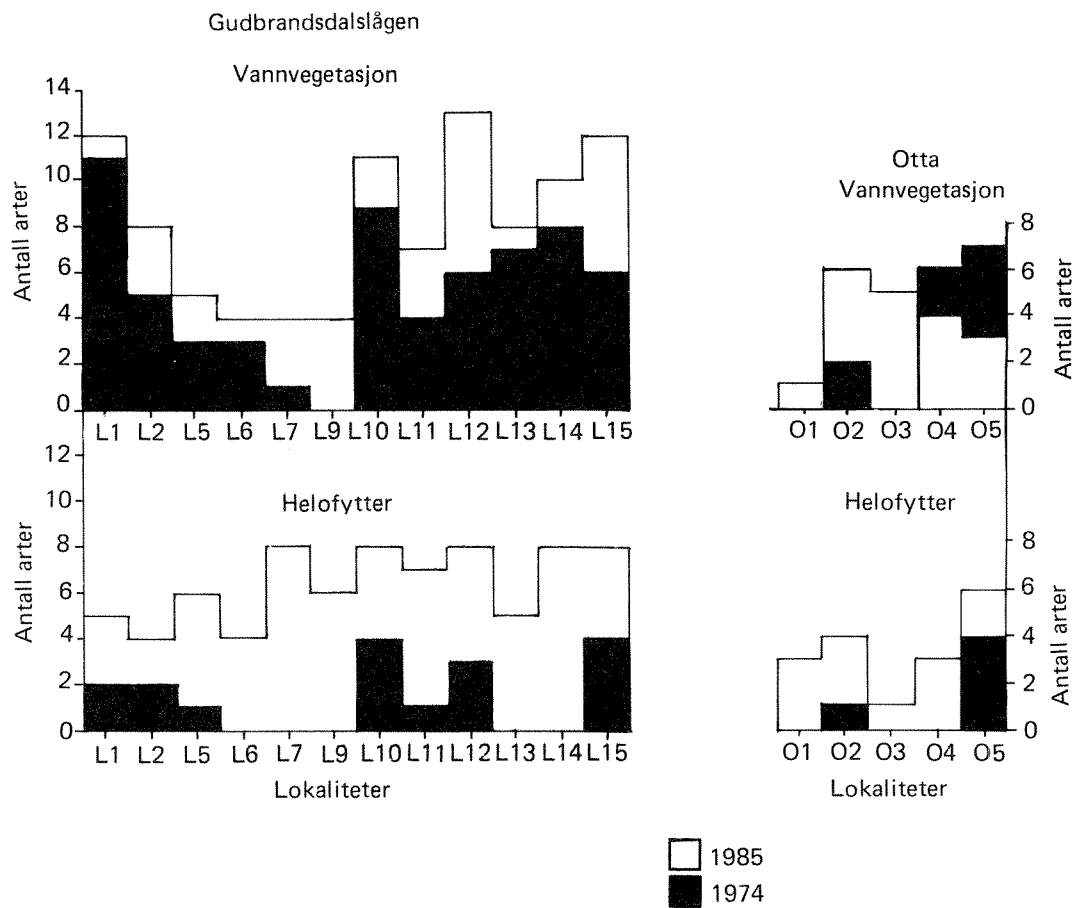 Gudbrandsdalslågen
Vannvegetasjon
Antall arter
14
12
10
8
6
4
2
0
L1 L2 L5 L6 L7 L9 L10 L11 L12 L13 L14 L15
Otta
Vannvegetasjon
8
6
4
2
0
Antall arter
O1 O2 O3 O4 O5
Helofytter
Antall arter
12
10
8
6
4
2
0
L1 L2 L5 L6 L7 L9 L10 L11 L12 L13 L14 L15
Lokaliteter
Helofytter
8
6
4
2
0
Antall arter
O1 O2 O3 O4 O5
Lokaliteter
1985
1974